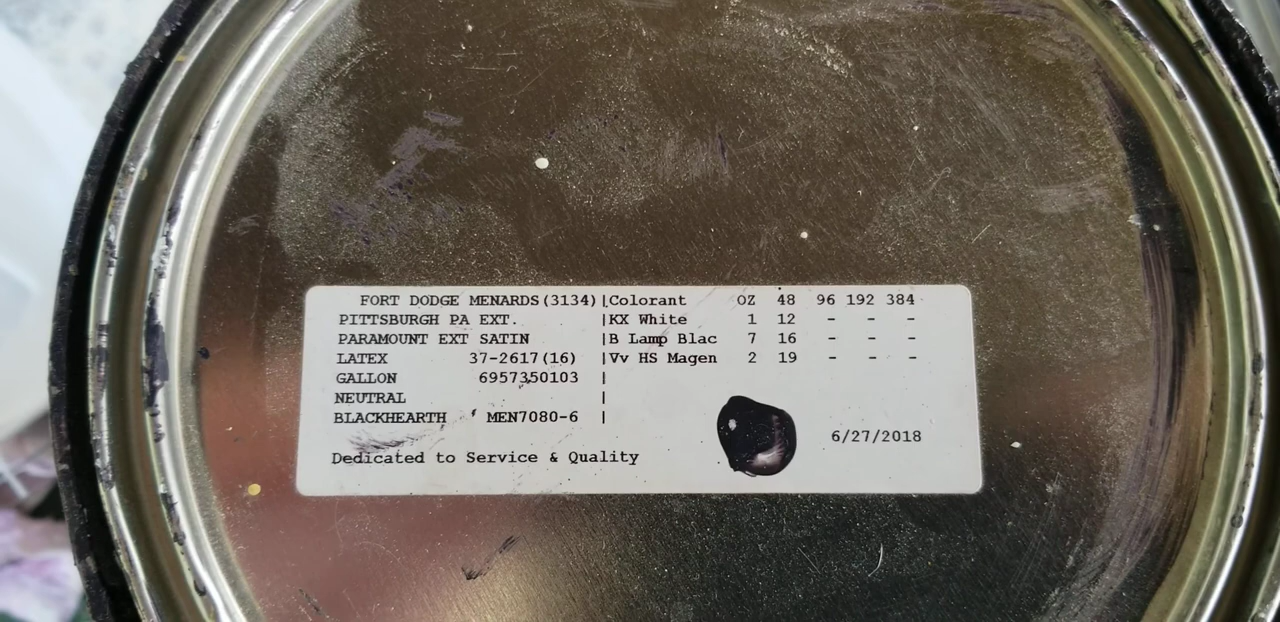 FORT DODGE MENARDS(3134)|Colorant OZ 48 96 192 384
PITTSBURGH PA EXT. |KX White 1 12 - - -
PARAMOUNT EXT SATIN |B Lamp Blac 7 16 - - -
LATEX 37-2617(16) |Vv HS Magen 2 19 - - -
GALLON 6957350103 |
NEUTRAL |
BLACKHEARTH MEN7080-6 |
6/27/2018
Dedicated to Service & Quality